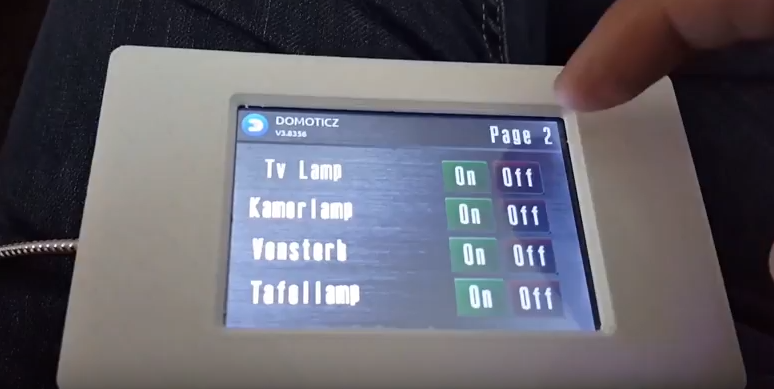 DOMOTICZ
V3.8356
Page 2
Tv Lamp On Off
Kamerlamp On Off
Vensterb On Off
Tafellamp On Off